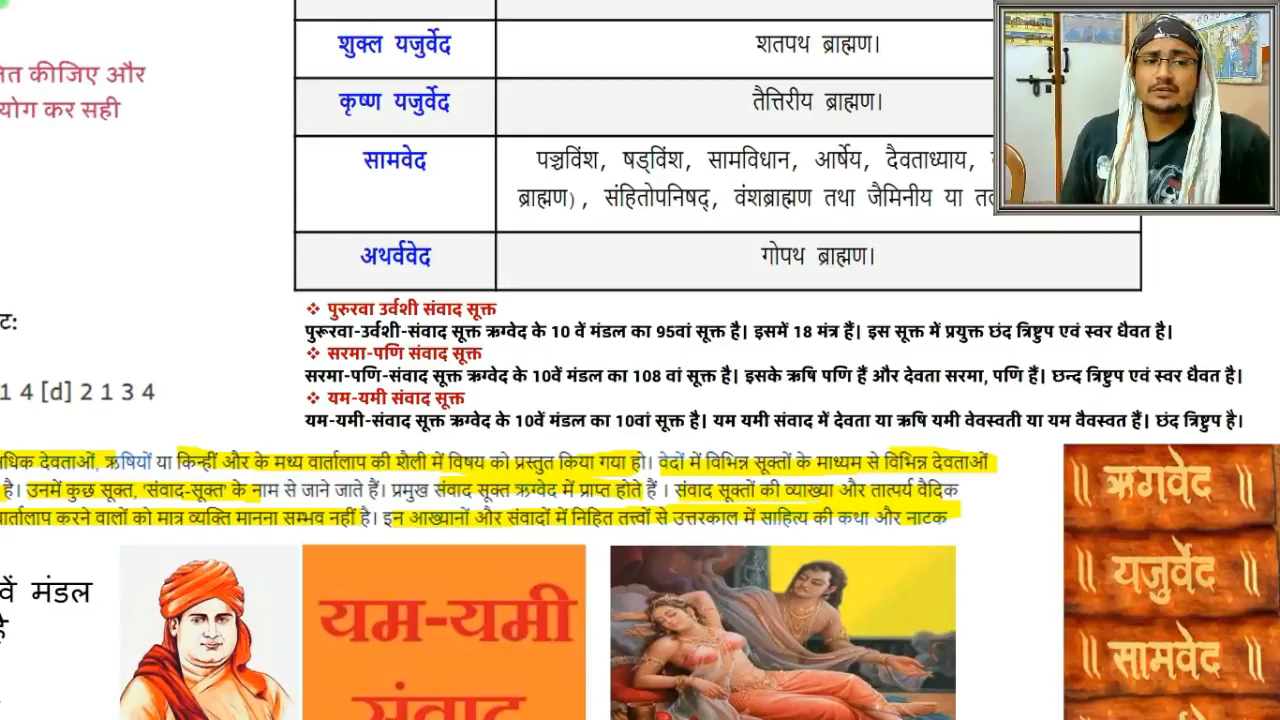 शुक्ल यजुर्वेद
शतपथ ब्राह्मण।
कृष्ण यजुर्वेद
तैत्तिरीय ब्राह्मण।
सामवेद
पञ्चविंश, षड्विंश, सामविधान, आर्षेय, दैवताध्याय,
ब्राह्मण), संहितोपनिषद्, वंशब्राह्मण तथा जैमिनीय या
अथर्ववेद
गोपथ ब्राह्मण।
कीजिए और
कर सही
1 4 [d] 2 1 3 4
❖ पुरुरवा उर्वशी संवाद सूक्त
पुरूरवा-उर्वशी-संवाद सूक्त ऋग्वेद के 10 वें मंडल का 95वां सूक्त है। इसमें 18 मंत्र हैं। इस सूक्त में प्रयुक्त छंद त्रिष्टुप एवं स्वर धैवत है।
❖ सरमा-पणि संवाद सूक्त
सरमा-पणि-संवाद सूक्त ऋग्वेद के 10वें मंडल का 108 वां सूक्त है। इसके ऋषि पणि हैं और देवता सरमा, पणि हैं। छन्द त्रिष्टुप एवं स्वर धैवत है।
❖ यम-यमी संवाद सूक्त
यम-यमी-संवाद सूक्त ऋग्वेद के 10वें मंडल का 10वां सूक्त है। यम यमी संवाद में देवता या ऋषि यमी वेवस्वती या यम वैवस्वत हैं। छंद त्रिष्टुप है।
देवताओं, ऋषियों या किन्हीं और के मध्य वार्तालाप की शैली में विषय को प्रस्तुत किया गया हो। वेदों में विभिन्न सूक्तों के माध्यम से विभिन्न देवताओं
है। उनमें कुछ सूक्त, 'संवाद-सूक्त' के नाम से जाने जाते हैं। प्रमुख संवाद सूक्त ऋग्वेद में प्राप्त होते हैं । संवाद सूक्तों की व्याख्या और तात्पर्य वैदिक
वार्तालाप करने वालों को मात्र व्यक्ति मानना सम्भव नहीं है। इन आख्यानों और संवादों में निहित तत्त्वों से उत्तरकाल में साहित्य की कथा और नाटक
मंडल
यम-यमी
संवाद
॥ ऋगवेद ॥
॥ यजुर्वेद ॥
॥ सामवेद ॥